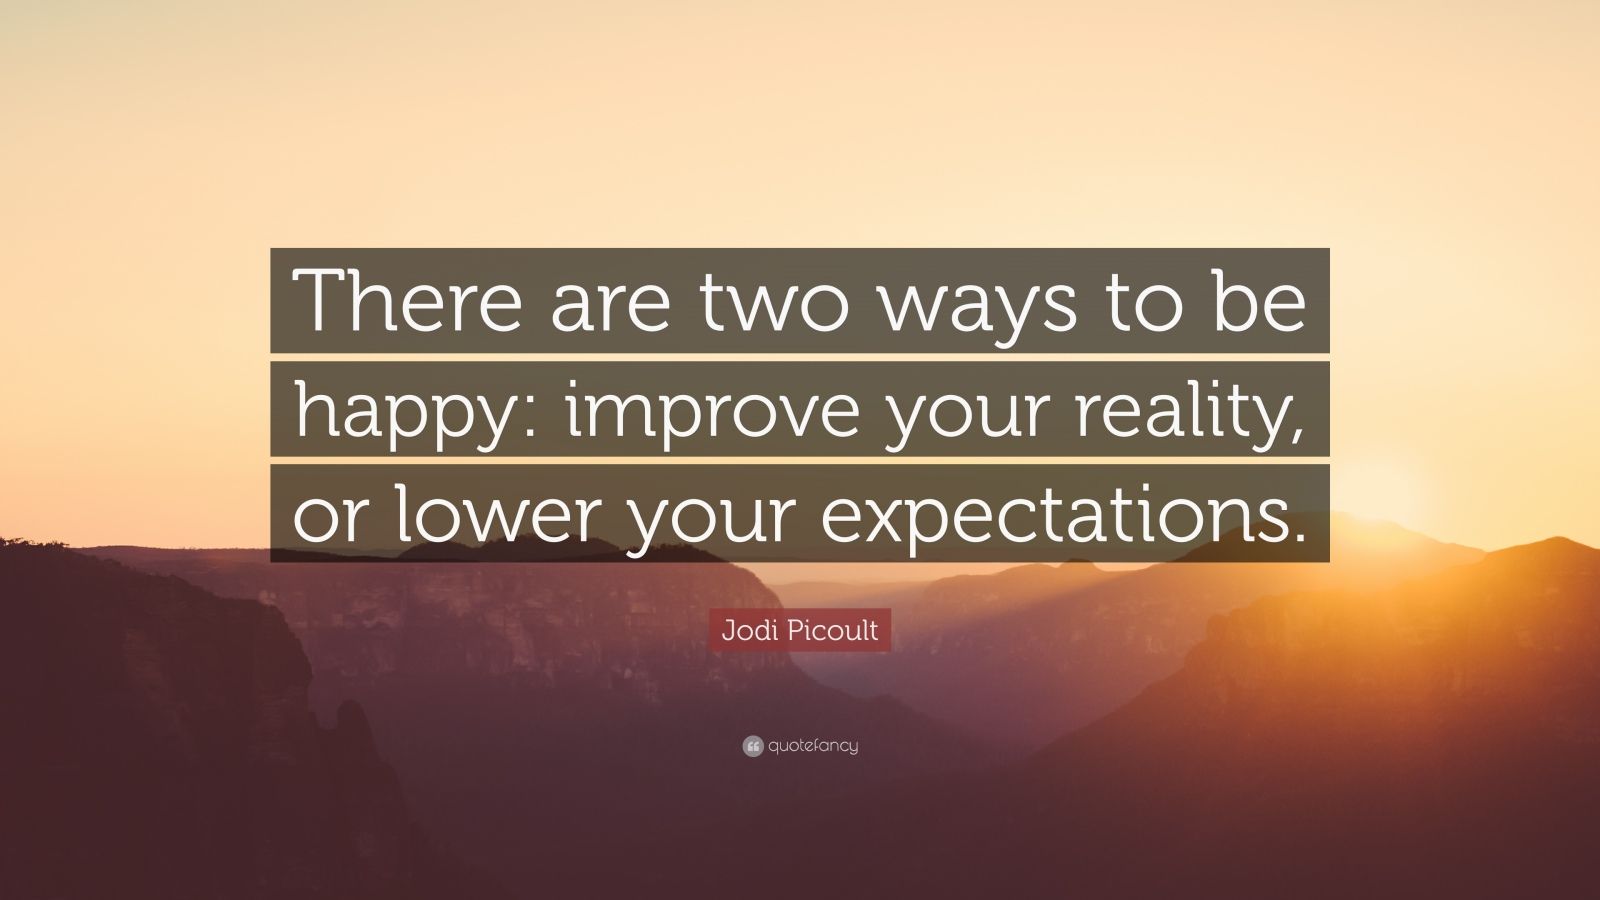 There are two ways to be
happy: improve your reality,
or lower your expectations.
Jodi Picoult
quotefancy